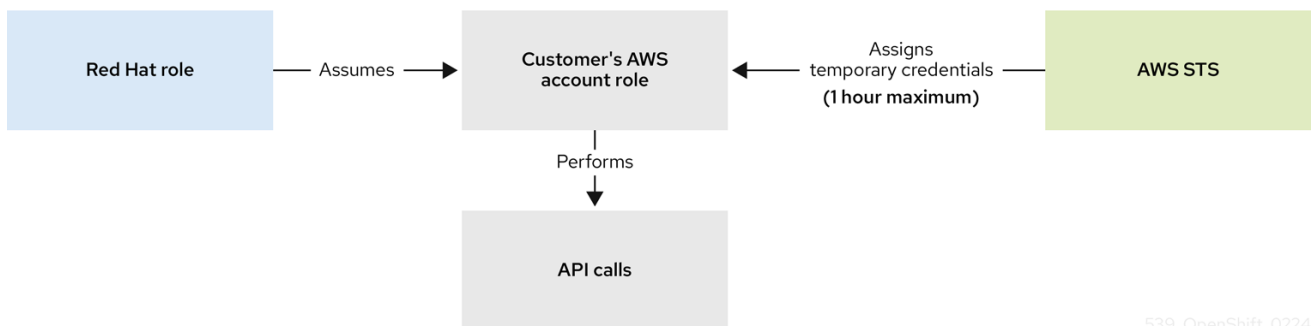 Red Hat role
Assumes
Customer's AWS
account role
Assigns
temporary credentials
(1 hour maximum)
AWS STS
Performs
API calls
539_OpenShift_0224